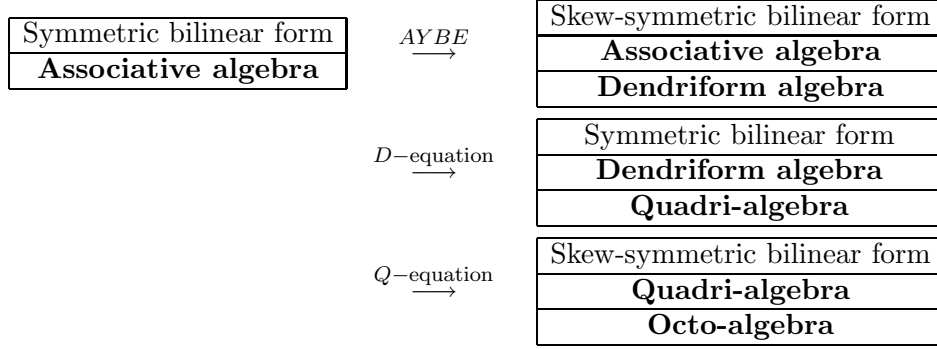 Symmetric bilinear form
Associative algebra
AYBE
⟶
Skew-symmetric bilinear form
Associative algebra
Dendriform algebra
D−equation
⟶
Symmetric bilinear form
Dendriform algebra
Quadri-algebra
Q−equation
⟶
Skew-symmetric bilinear form
Quadri-algebra
Octo-algebra